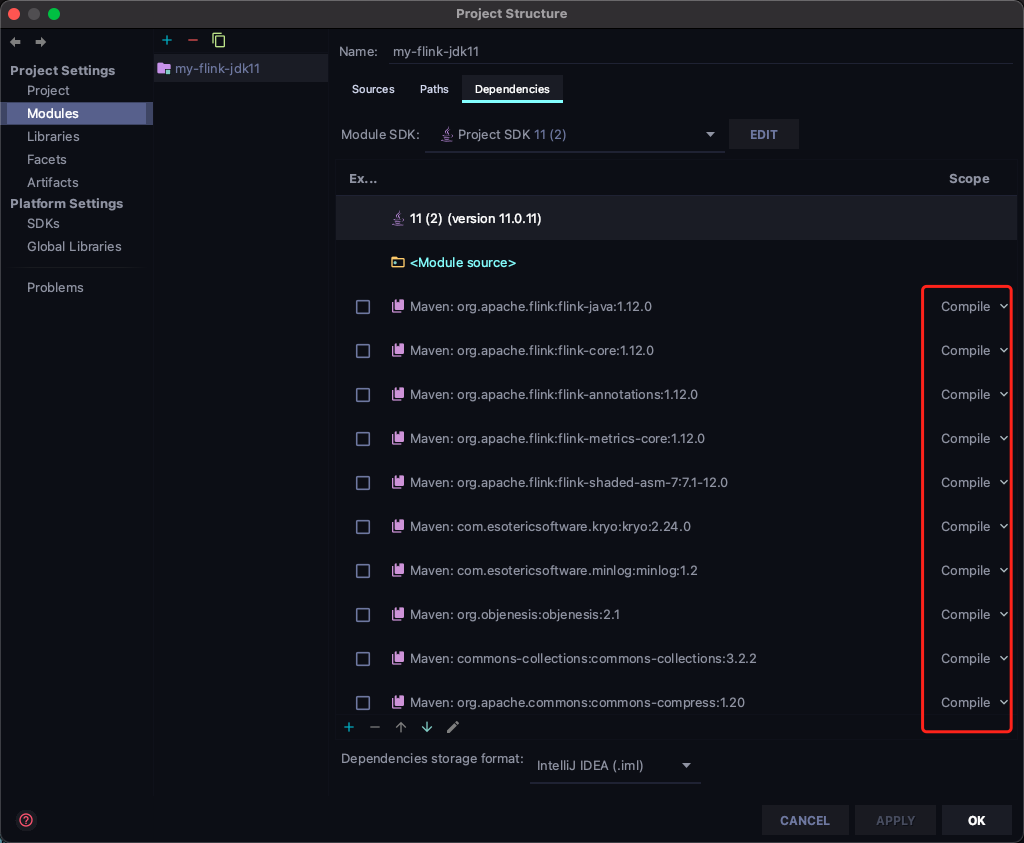 Project Structure
Project Settings
Project
Modules
Libraries
Facets
Artifacts
Platform Settings
SDKs
Global Libraries
Problems
my-flink-jdk11
Name: my-flink-jdk11
Sources Paths Dependencies
Module SDK: Project SDK 11 (2) EDIT
Ex... Scope
11 (2) (version 11.0.11)
<Module source>
Maven: org.apache.flink:flink-java:1.12.0 Compile
Maven: org.apache.flink:flink-core:1.12.0 Compile
Maven: org.apache.flink:flink-annotations:1.12.0 Compile
Maven: org.apache.flink:flink-metrics-core:1.12.0 Compile
Maven: org.apache.flink:flink-shaded-asm-7:7.1-12.0 Compile
Maven: com.esotericsoftware.kryo:kryo:2.24.0 Compile
Maven: com.esotericsoftware.minlog:minlog:1.2 Compile
Maven: org.objenesis:objenesis:2.1 Compile
Maven: commons-collections:commons-collections:3.2.2 Compile
Maven: org.apache.commons:commons-compress:1.20 Compile
Dependencies storage format: IntelliJ IDEA (.iml)
CANCEL APPLY OK